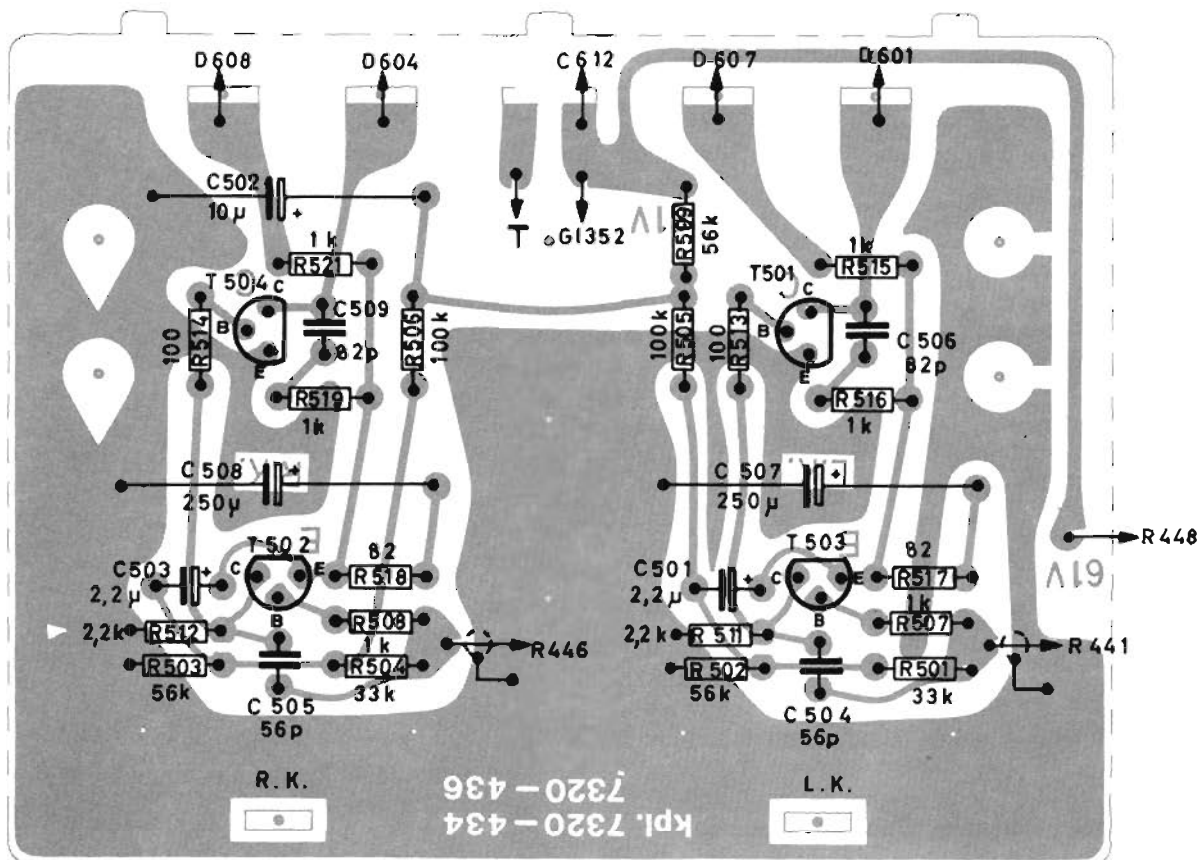 D608 D604 C612 D607 D601
C502
10µ +
1V
R509
56k
T GI352
1k
R521
1k
R515
T504
C
B
E
100
R514
C509
82p
R506
100k
100k
R505
100
R513
T501
C
B
E
C506
82p
R519
1k
R516
1k
C508
250µ +
C507
250µ +
T502
C E
B
E
T503
C E
B
E
C503
2,2µ +
82
R518
C501
2,2µ +
82
R517
R448
61V
2,2k R512
R508
1k
2,2k R511
1k
R507
R503
56k
R504
33k
R446
R502
56k
R501
33k
R441
C505
56p
C504
56p
R.K.
L.K.
7320-436
kpl. 7320-434